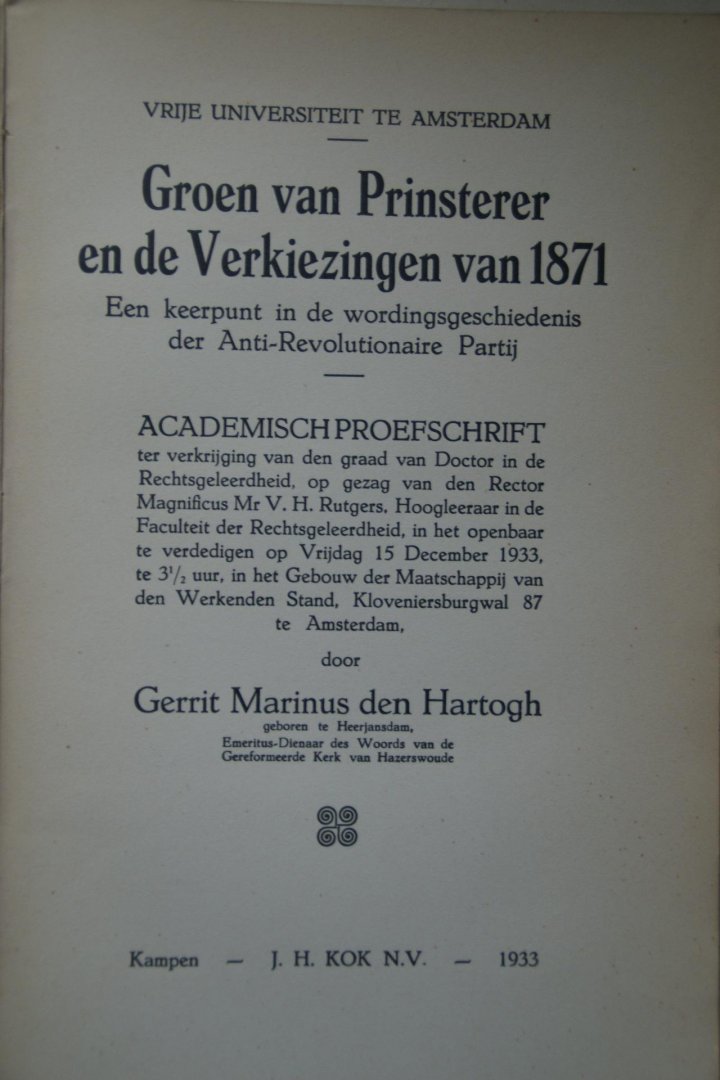 VRIJE UNIVERSITEIT TE AMSTERDAM
Groen van Prinsterer
en de Verkiezingen van 1871
Een keerpunt in de wordingsgeschiedenis
der Anti-Revolutionaire Partij
ACADEMISCH PROEFSCHRIFT
ter verkrijging van den graad van Doctor in de
Rechtsgeleerdheid, op gezag van den Rector
Magnificus Mr V. H. Rutgers, Hoogleeraar in de
Faculteit der Rechtsgeleerdheid, in het openbaar
te verdedigen op Vrijdag 15 December 1933,
te 3¹/₂ uur, in het Gebouw der Maatschappij van
den Werkenden Stand, Kloveniersburgwal 87
te Amsterdam,
door
Gerrit Marinus den Hartogh
geboren te Heerjansdam,
Emeritus-Dienaar des Woords van de
Gereformeerde Kerk van Hazerswoude
Kampen — J. H. KOK N.V. — 1933